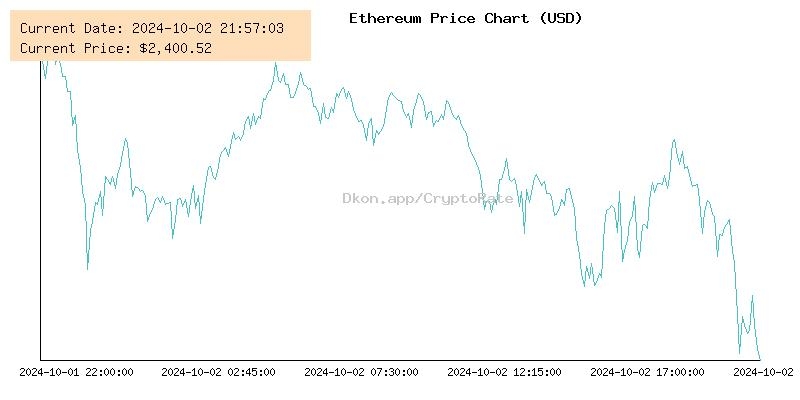 Ethereum Price Chart (USD)
Current Date: 2024-10-02 21:57:03
Current Price: $2,400.52
Dkon.app/CryptoRate
2024-10-01 22:00:00 2024-10-02 02:45:00 2024-10-02 07:30:00 2024-10-02 12:15:00 2024-10-02 17:00:00 2024-10-02